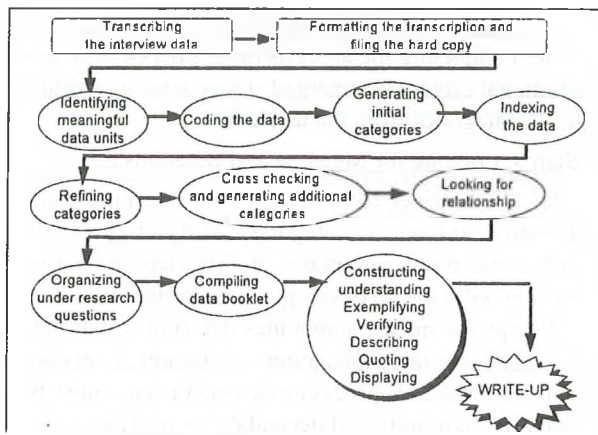 Transcribing
the interview data
Formatting the transcription and
filing the hard copy
Identifying
meaningful
data units
Coding the data
Generating
initial
categories
Indexing
the data
Refining
categories
Cross checking
and generating additional
categories
Looking for
relationship
Organizing
under research
questions
Compiling
data booklet
Constructing
understanding
Exemplifying
Verifying
Describing
Quoting
Displaying
WRITE-UP